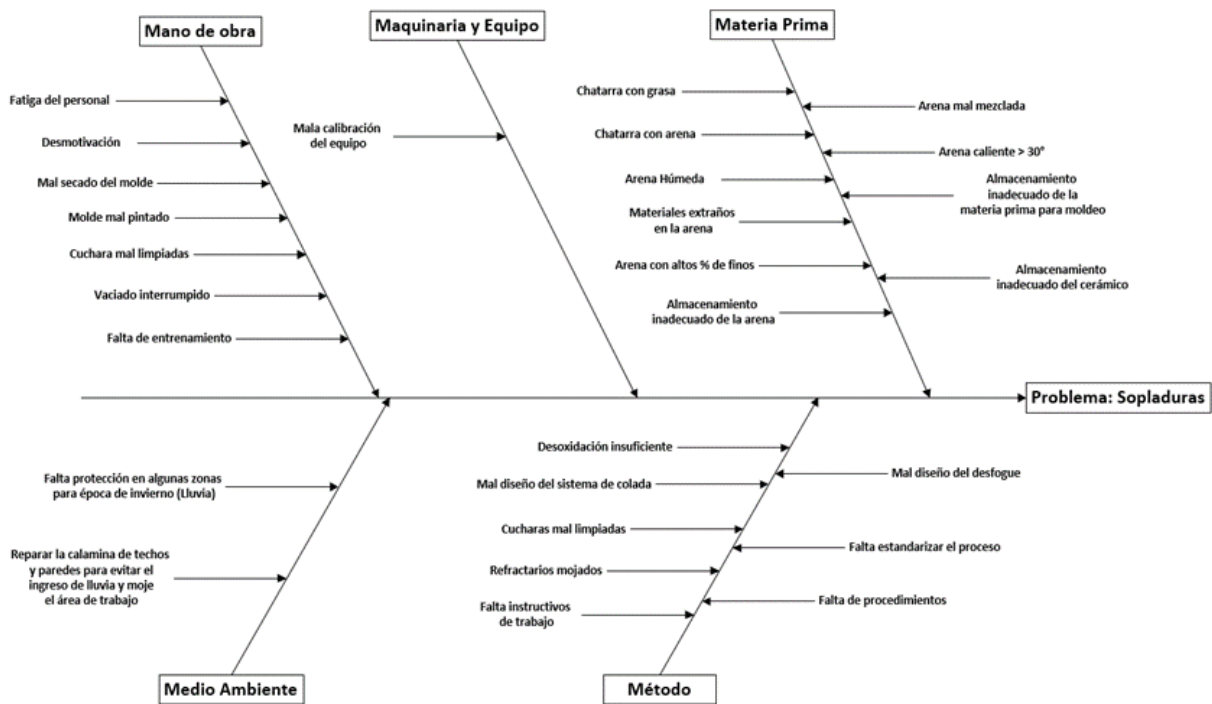 Mano de obra
Fatiga del personal
Desmotivación
Mal secado del molde
Molde mal pintado
Cuchara mal limpiadas
Vaciado interrumpido
Falta de entrenamiento
Maquinaria y Equipo
Mala calibración
del equipo
Materia Prima
Chatarra con grasa
Arena mal mezclada
Chatarra con arena
Arena caliente > 30°
Arena Húmeda
Almacenamiento
inadecuado de la
materia prima para moldeo
Materiales extraños
en la arena
Arena con altos % de finos
Almacenamiento
inadecuado del cerámico
Almacenamiento
inadecuado de la arena
Problema: Sopladuras
Falta protección en algunas zonas
para época de invierno (Lluvia)
Reparar la calamina de techos
y paredes para evitar el
ingreso de lluvia y moje
el área de trabajo
Medio Ambiente
Desoxidación insuficiente
Mal diseño del desfogue
Mal diseño del sistema de colada
Cucharas mal limpiadas
Falta estandarizar el proceso
Refractarios mojados
Falta de procedimientos
Falta instructivos
de trabajo
Método